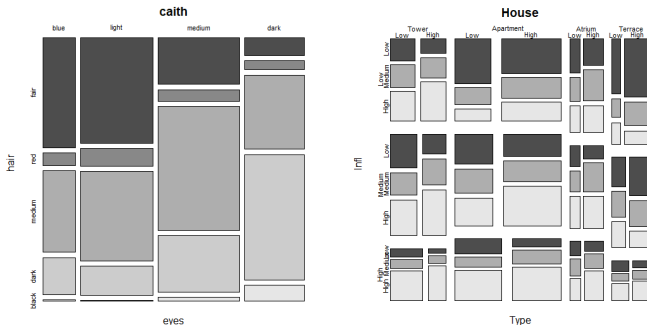 caith
blue light medium dark
fair
red
medium
dark
black
hair
eyes
House
Tower Apartment Atrium Terrace
Low High Low High Low High Low High
Low
Low Medium
High
Low
Medium Medium
High
Low
High Medium
High
Infl
Type